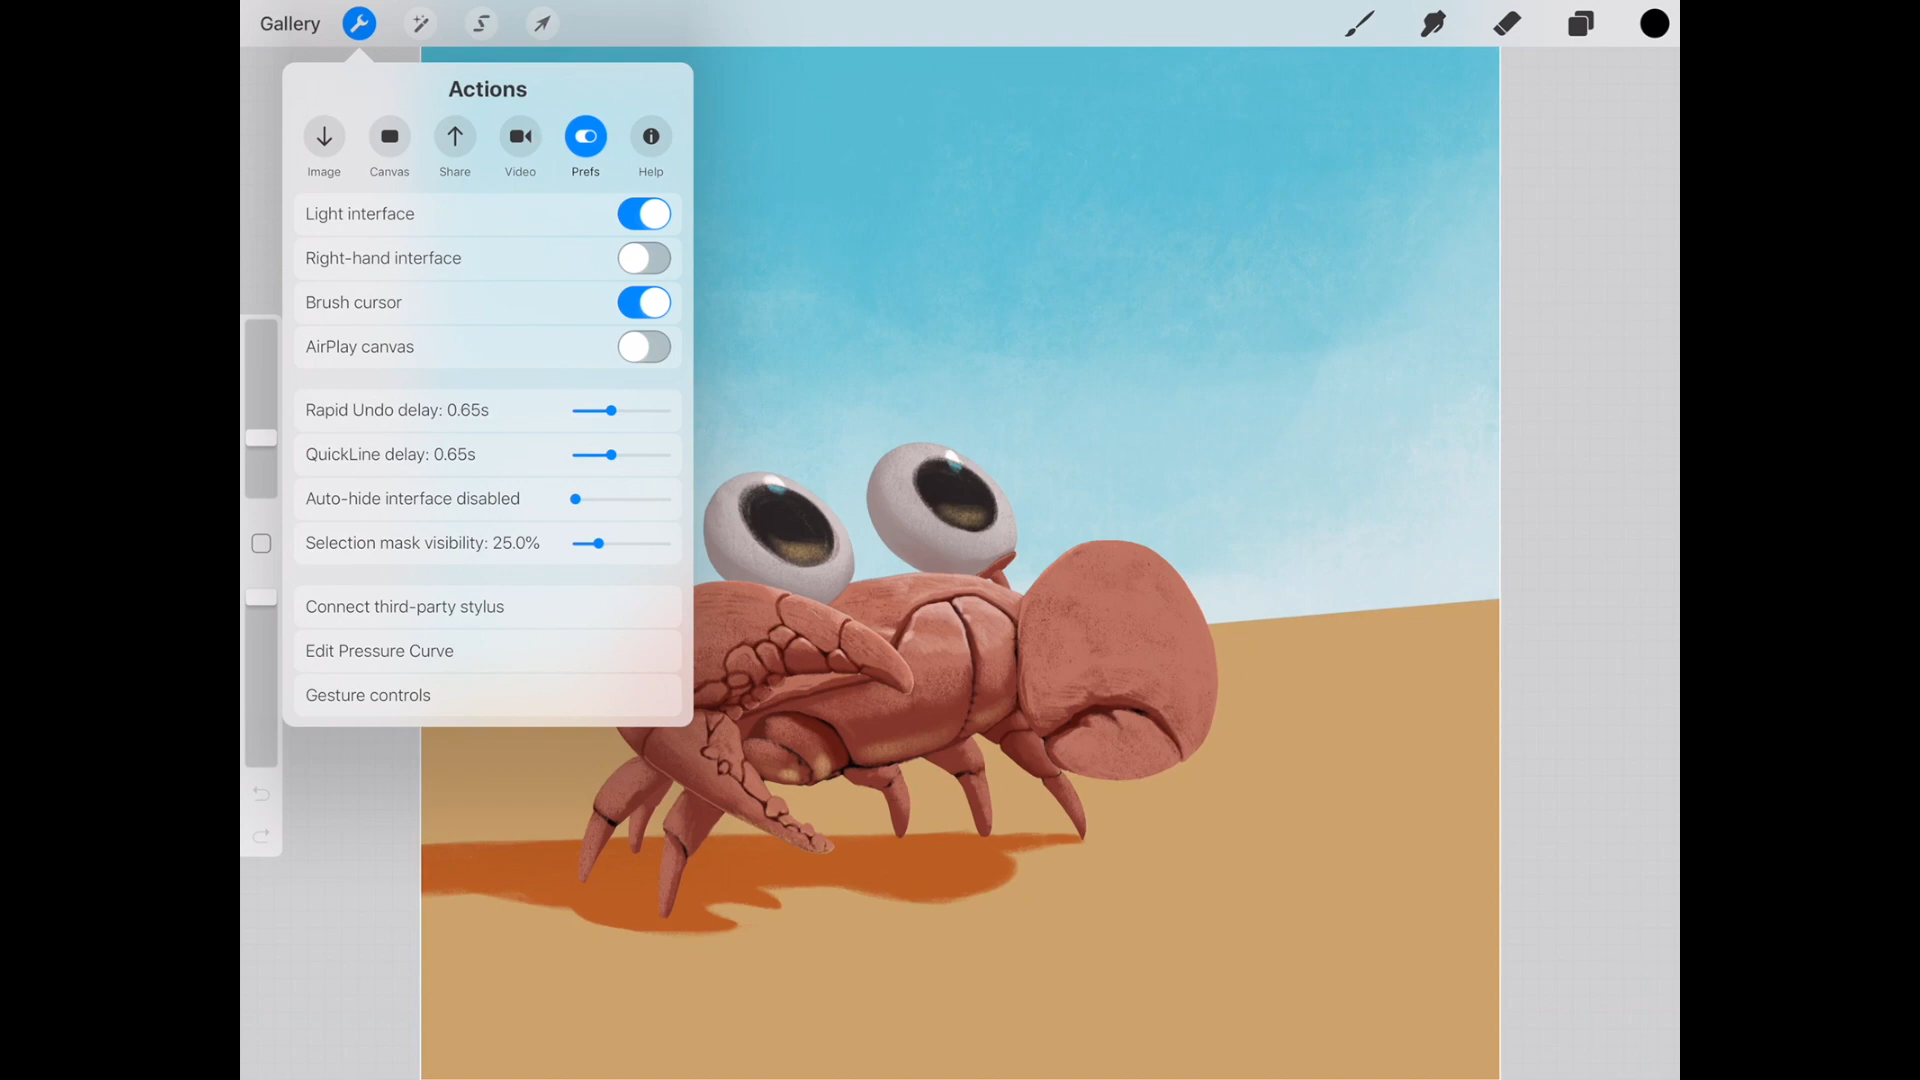 Gallery
Actions
Image Canvas Share Video Prefs Help
Light interface
Right-hand interface
Brush cursor
AirPlay canvas
Rapid Undo delay: 0.65s
QuickLine delay: 0.65s
Auto-hide interface disabled
Selection mask visibility: 25.0%
Connect third-party stylus
Edit Pressure Curve
Gesture controls